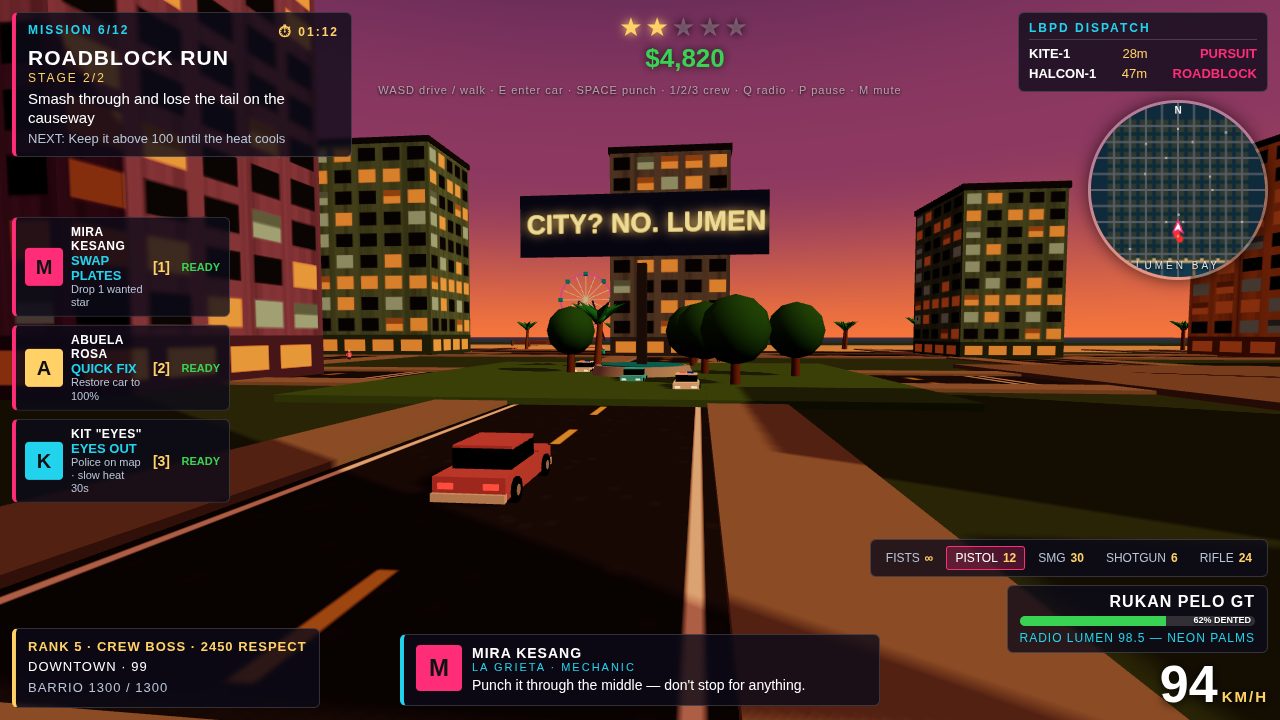 MISSION 6/12
⏱ 01:12
ROADBLOCK RUN
STAGE 2/2
Smash through and lose the tail on the
causeway
NEXT: Keep it above 100 until the heat cools
★★★★★
$4,820
WASD drive / walk · E enter car · SPACE punch · 1/2/3 crew · Q radio · P pause · M mute
LBPD DISPATCH
KITE-1 28m PURSUIT
HALCON-1 47m ROADBLOCK
N
LUMEN BAY
CITY? NO. LUMEN
M
MIRA
KESANG
SWAP
PLATES
Drop 1 wanted
star
[1] READY
A
ABUELA
ROSA
QUICK FIX
Restore car to
100%
[2] READY
K
KIT "EYES"
EYES OUT
Police on map
· slow heat
30s
[3] READY
FISTS ∞ PISTOL 12 SMG 30 SHOTGUN 6 RIFLE 24
RUKAN PELO GT
62% DENTED
RADIO LUMEN 98.5 — NEON PALMS
94 KM/H
RANK 5 · CREW BOSS · 2450 RESPECT
DOWNTOWN · 99
BARRIO 1300 / 1300
M
MIRA KESANG
LA GRIETA · MECHANIC
Punch it through the middle — don't stop for anything.